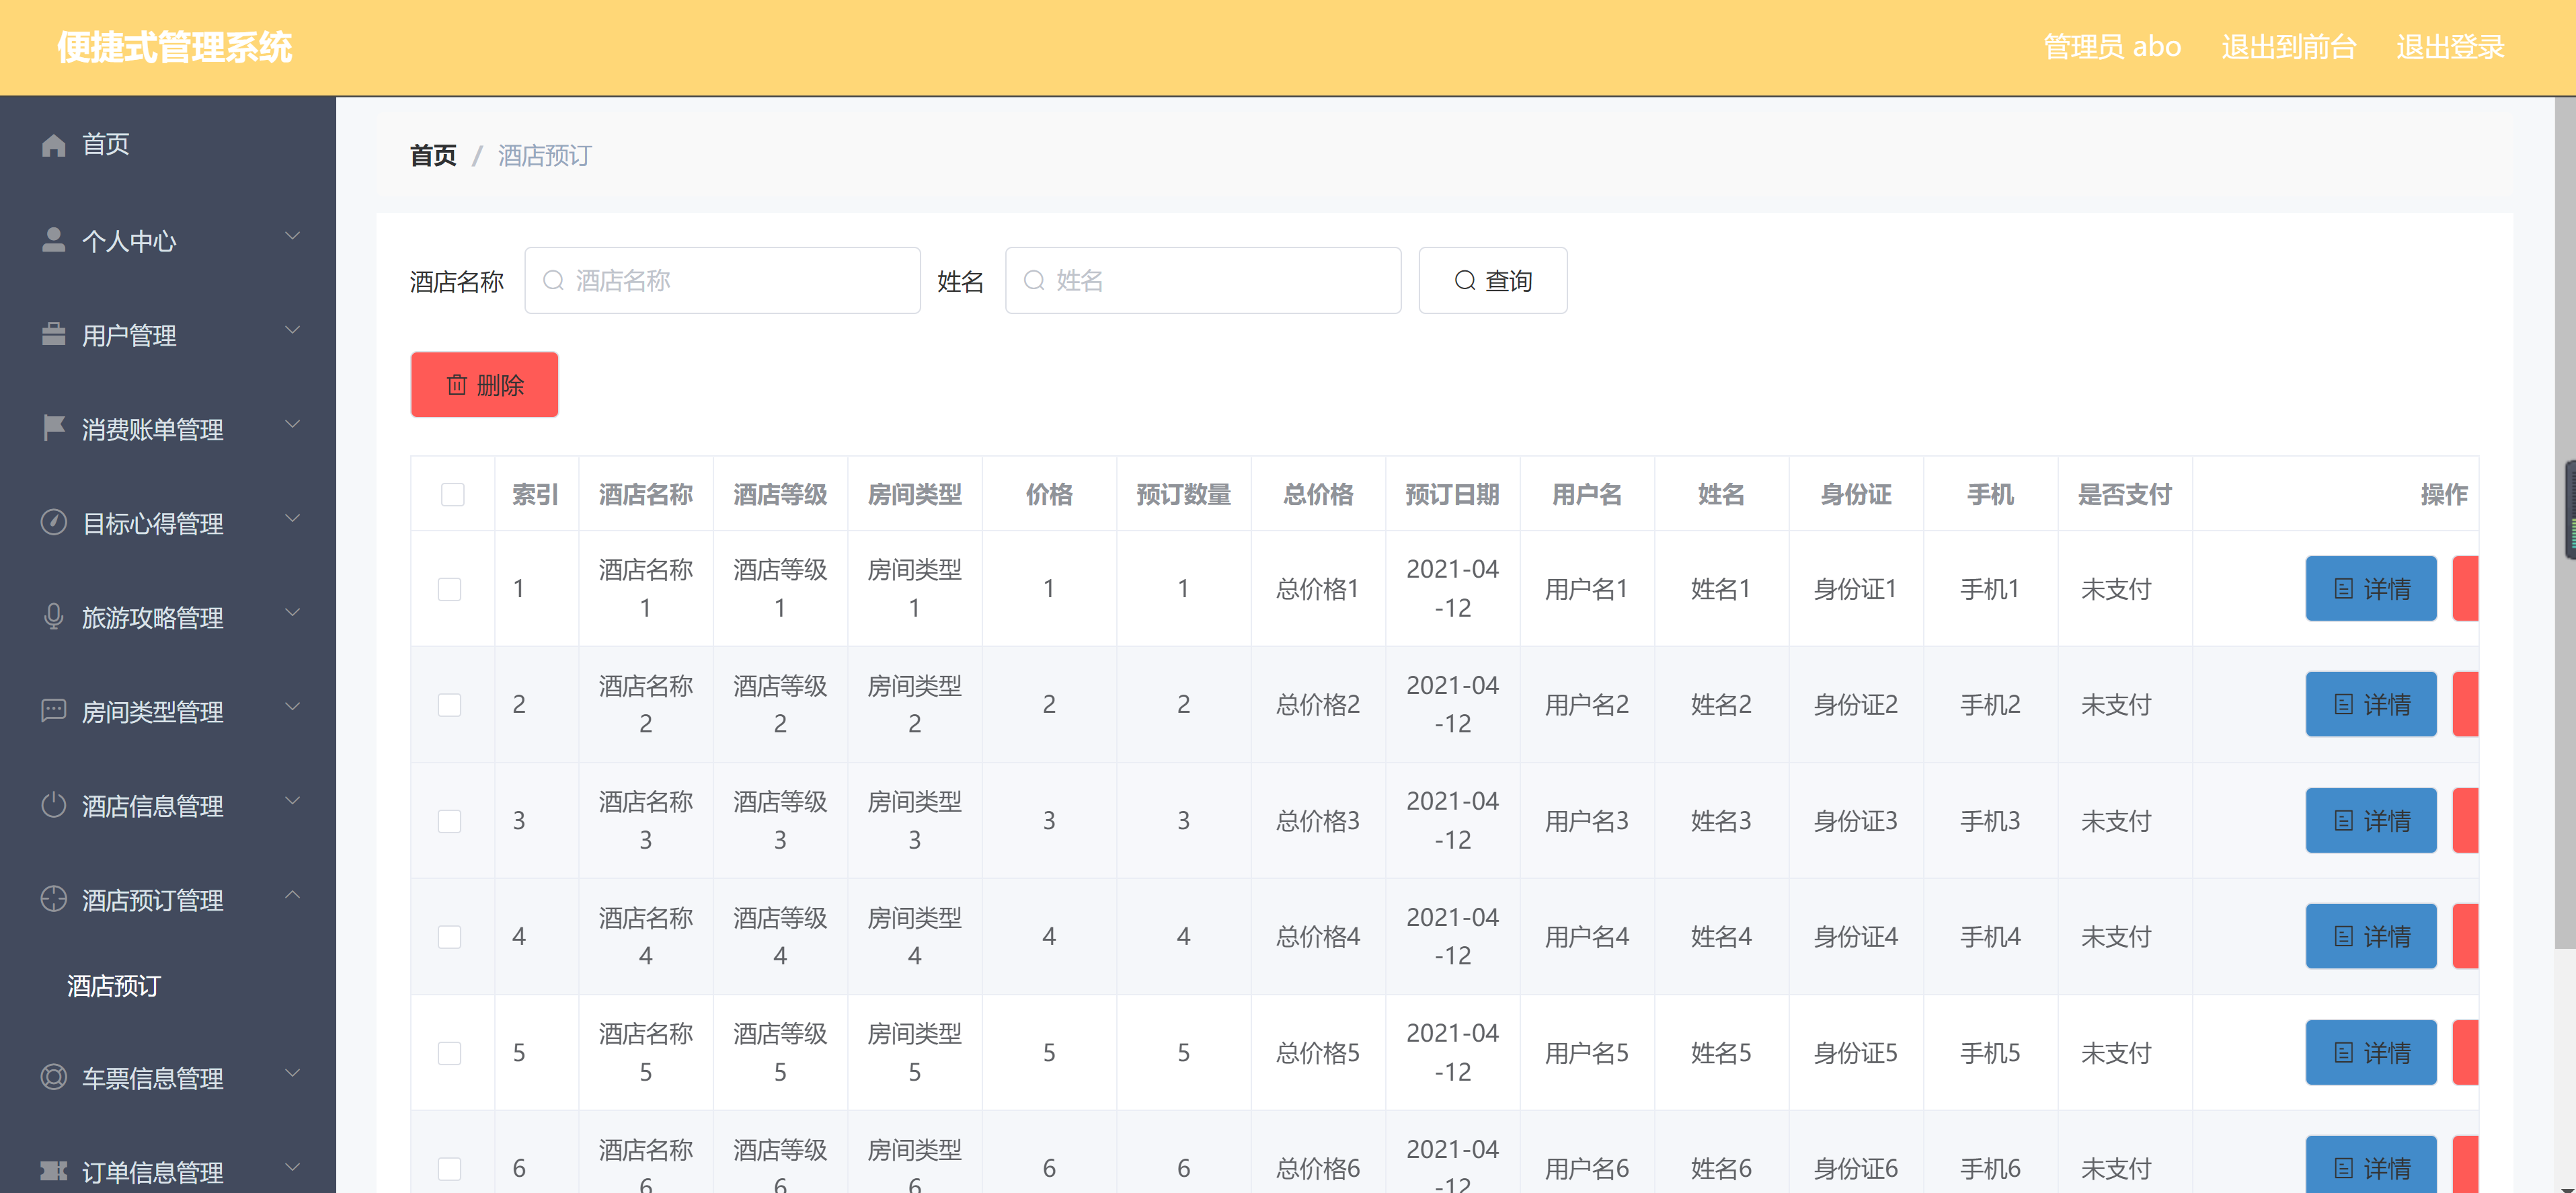 便捷式管理系统
管理员 abo 退出到前台 退出登录
首页
个人中心
用户管理
消费账单管理
目标心得管理
旅游攻略管理
房间类型管理
酒店信息管理
酒店预订管理
酒店预订
车票信息管理
订单信息管理
首页 / 酒店预订
酒店名称 酒店名称 姓名 姓名 查询
删除
索引 酒店名称 酒店等级 房间类型 价格 预订数量 总价格 预订日期 用户名 姓名 身份证 手机 是否支付 操作
1 酒店名称1 酒店等级1 房间类型1 1 1 总价格1 2021-04-12 用户名1 姓名1 身份证1 手机1 未支付 详情
2 酒店名称2 酒店等级2 房间类型2 2 2 总价格2 2021-04-12 用户名2 姓名2 身份证2 手机2 未支付 详情
3 酒店名称3 酒店等级3 房间类型3 3 3 总价格3 2021-04-12 用户名3 姓名3 身份证3 手机3 未支付 详情
4 酒店名称4 酒店等级4 房间类型4 4 4 总价格4 2021-04-12 用户名4 姓名4 身份证4 手机4 未支付 详情
5 酒店名称5 酒店等级5 房间类型5 5 5 总价格5 2021-04-12 用户名5 姓名5 身份证5 手机5 未支付 详情
6 酒店名称6 酒店等级6 房间类型6 6 6 总价格6 2021-04-12 用户名6 姓名6 身份证6 手机6 未支付 详情